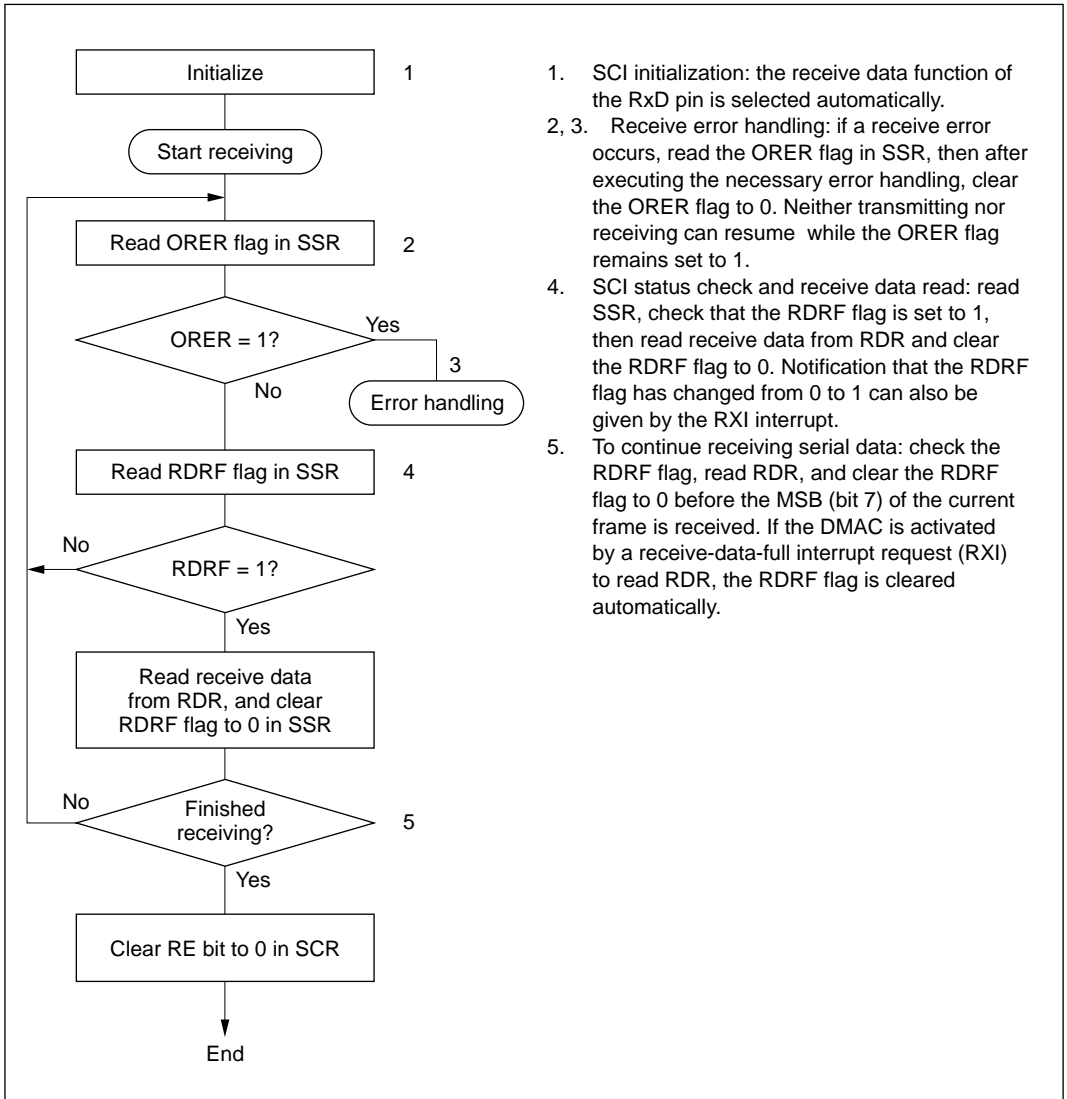 Initialize
1
Start receiving
Read ORER flag in SSR
2
ORER = 1?
Yes
3
No
Error handling
Read RDRF flag in SSR
4
No
RDRF = 1?
Yes
Read receive data
from RDR, and clear
RDRF flag to 0 in SSR
No
Finished
receiving?
5
Yes
Clear RE bit to 0 in SCR
End
1. SCI initialization: the receive data function of
the RxD pin is selected automatically.
2, 3. Receive error handling: if a receive error
occurs, read the ORER flag in SSR, then after
executing the necessary error handling, clear
the ORER flag to 0. Neither transmitting nor
receiving can resume while the ORER flag
remains set to 1.
4. SCI status check and receive data read: read
SSR, check that the RDRF flag is set to 1,
then read receive data from RDR and clear
the RDRF flag to 0. Notification that the RDRF
flag has changed from 0 to 1 can also be
given by the RXI interrupt.
5. To continue receiving serial data: check the
RDRF flag, read RDR, and clear the RDRF
flag to 0 before the MSB (bit 7) of the current
frame is received. If the DMAC is activated
by a receive-data-full interrupt request (RXI)
to read RDR, the RDRF flag is cleared
automatically.